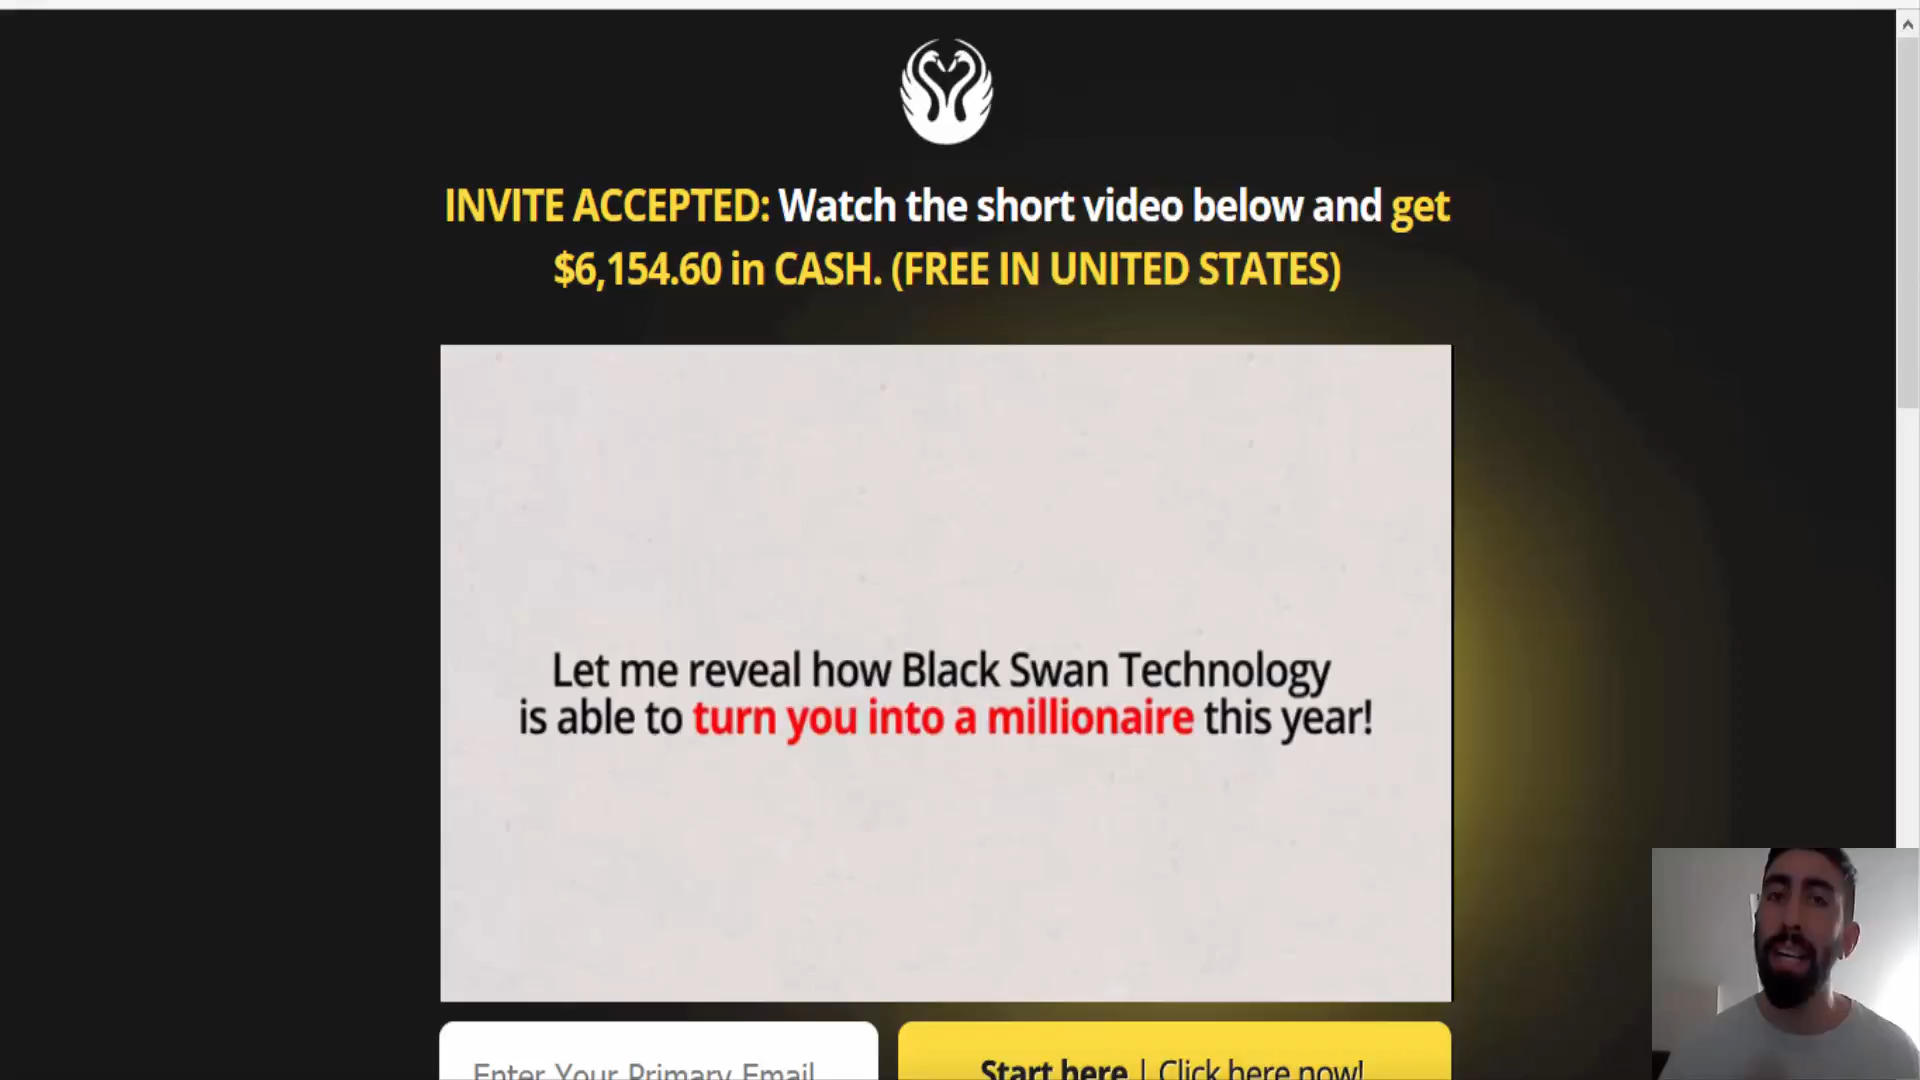 INVITE ACCEPTED: Watch the short video below and get
$6,154.60 in CASH. (FREE IN UNITED STATES)
Let me reveal how Black Swan Technology
is able to turn you into a millionaire this year!
Enter Your Primary Email
Start here | Click here now!